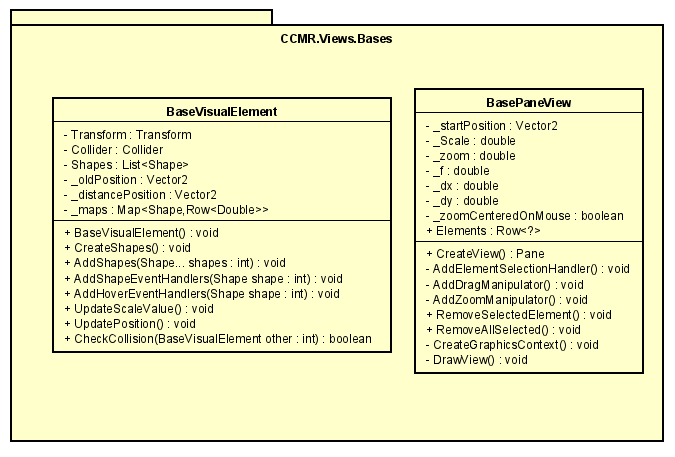 CCMR.Views.Bases
BaseVisualElement
- Transform : Transform
- Collider : Collider
- Shapes : List<Shape>
- _oldPosition : Vector2
- _distancePosition : Vector2
- _maps : Map<Shape,Row<Double>>
+ BaseVisualElement() : void
+ CreateShapes() : void
+ AddShapes(Shape... shapes : int) : void
+ AddShapeEventHandlers(Shape shape : int) : void
+ AddHoverEventHandlers(Shape shape : int) : void
+ UpdateScaleValue() : void
+ UpdatePosition() : void
+ CheckCollision(BaseVisualElement other : int) : boolean
BasePaneView
- _startPosition : Vector2
- _Scale : double
- _zoom : double
- _f : double
- _dx : double
- _dy : double
- _zoomCenteredOnMouse : boolean
+ Elements : Row<?>
+ CreateView() : Pane
- AddElementSelectionHandler() : void
- AddDragManipulator() : void
- AddZoomManipulator() : void
+ RemoveSelectedElement() : void
+ RemoveAllSelected() : void
- CreateGraphicsContext() : void
- DrawView() : void